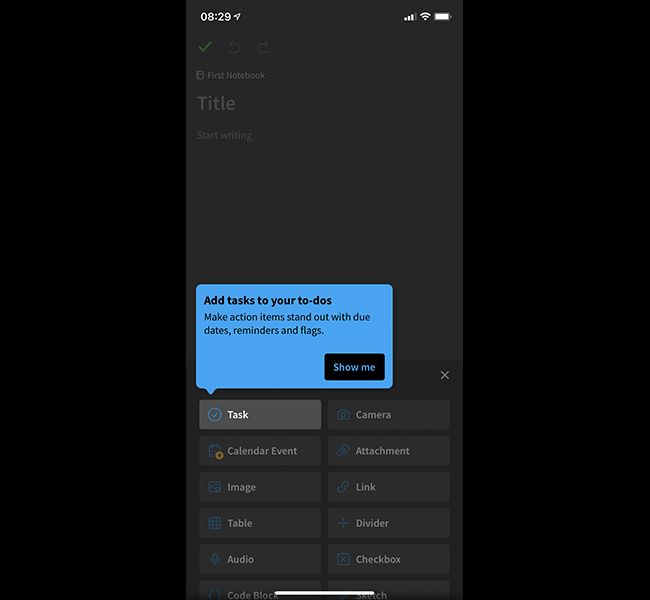 08:29
First Notebook
Title
Start writing
Add tasks to your to-dos
Make action items stand out with due
dates, reminders and flags.
Show me
Task
Camera
Calendar Event
Attachment
Image
Link
Table
Divider
Audio
Checkbox
Code Block
Sketch